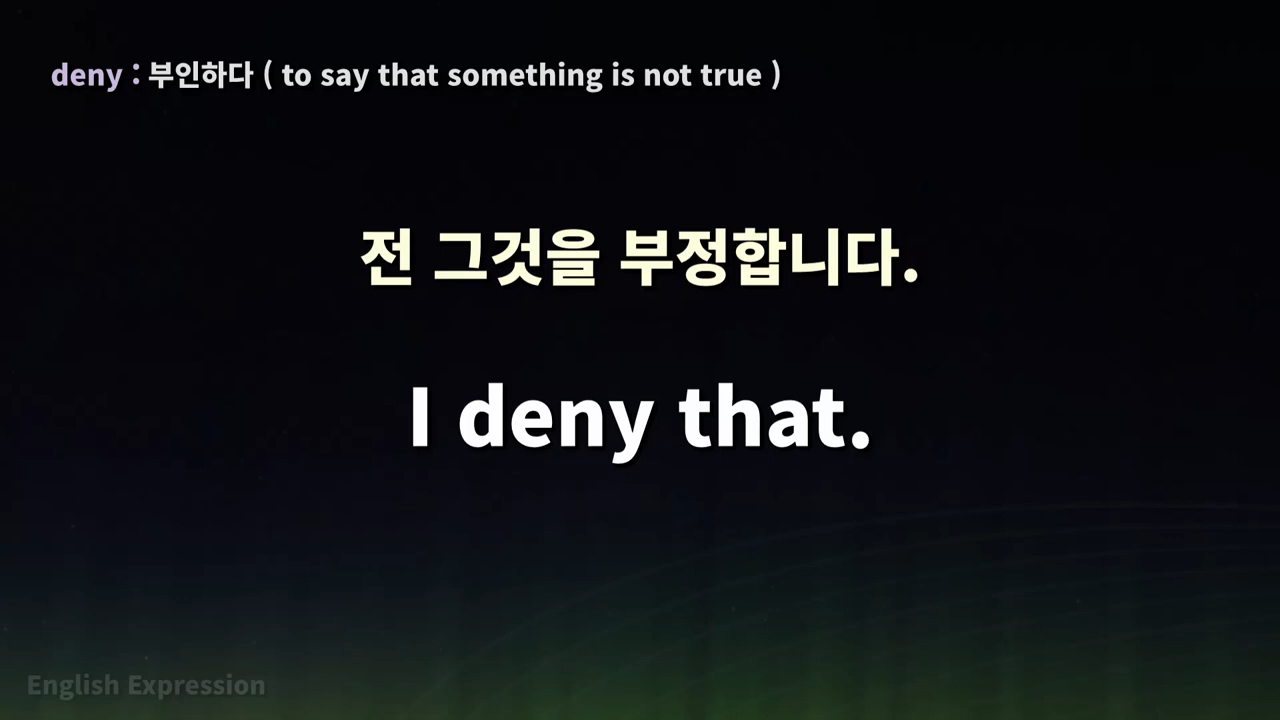 deny : 부인하다 ( to say that something is not true )
전 그것을 부정합니다.
I deny that.
English Expression